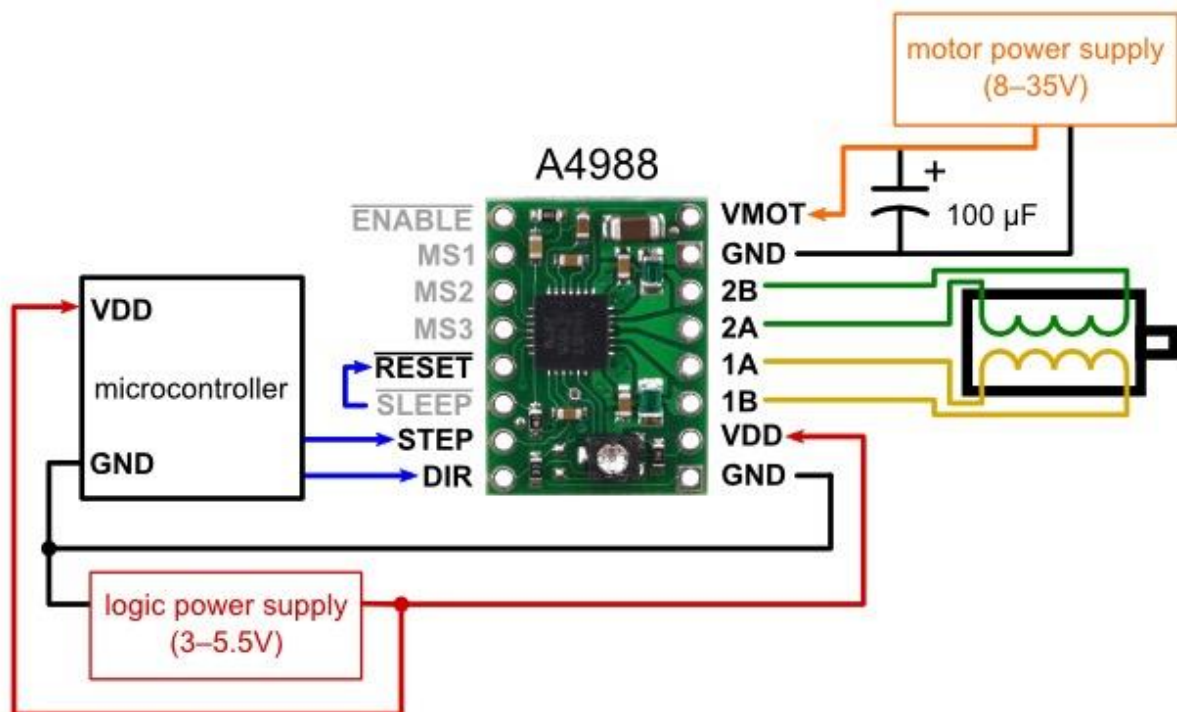 motor power supply
(8–35V)
A4988
ENABLE
MS1
MS2
MS3
RESET
SLEEP
STEP
DIR
VMOT
GND
2B
2A
1A
1B
VDD
GND
+
100 µF
VDD
microcontroller
GND
logic power supply
(3–5.5V)